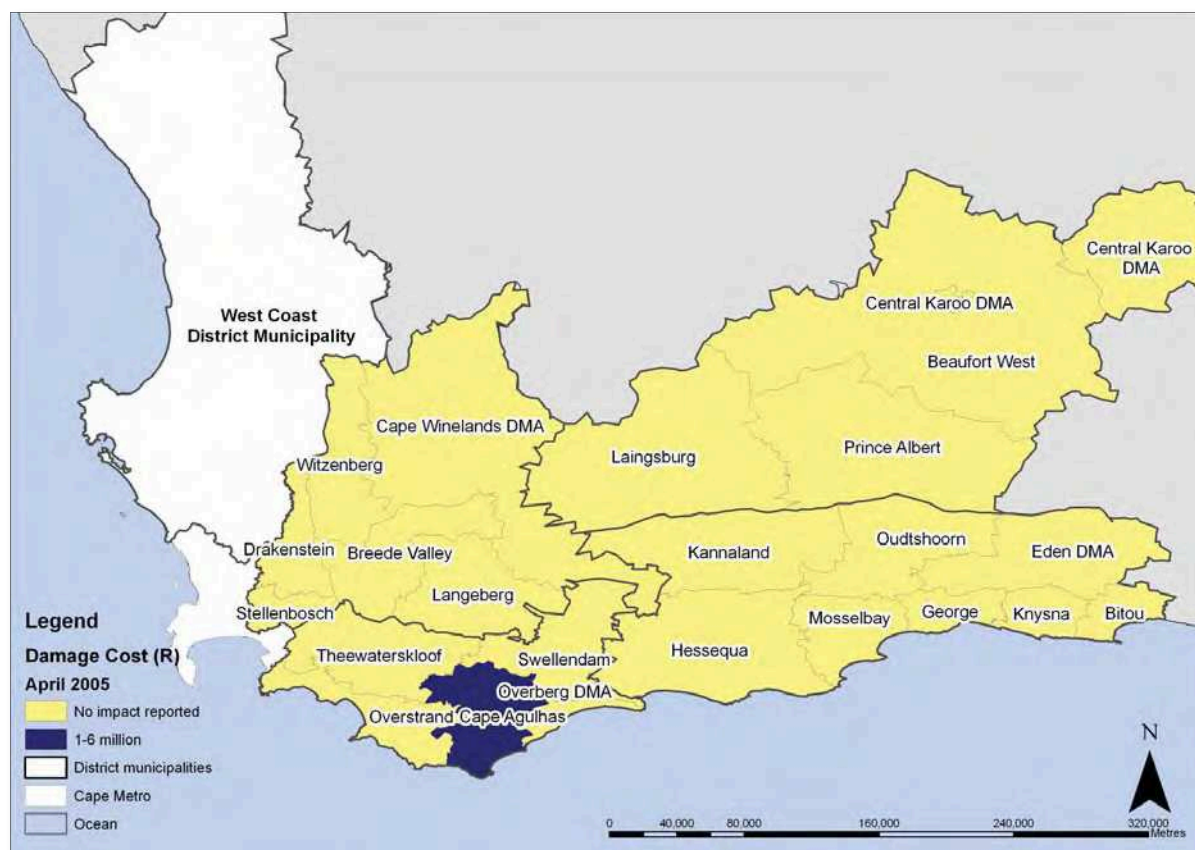 Central Karoo
DMA
Central Karoo DMA
West Coast
District Municipality
Beaufort West
Cape Winelands DMA
Prince Albert
Laingsburg
Witzenberg
Oudtshoorn
Drakenstein
Breede Valley
Kannaland
Eden DMA
Langeberg
Stellenbosch
Mosselbay
George
Knysna
Bitou
Theewaterskloof
Swellendam
Hessequa
Overberg DMA
Overstrand
Cape Agulhas
Legend
Damage Cost (R)
April 2005
No impact reported
1-6 million
District municipalities
Cape Metro
Ocean
N
0 40,000 80,000 160,000 240,000 320,000
Metres